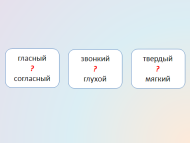 гласный
?
согласный
звонкий
?
глухой
твердый
?
мягкий